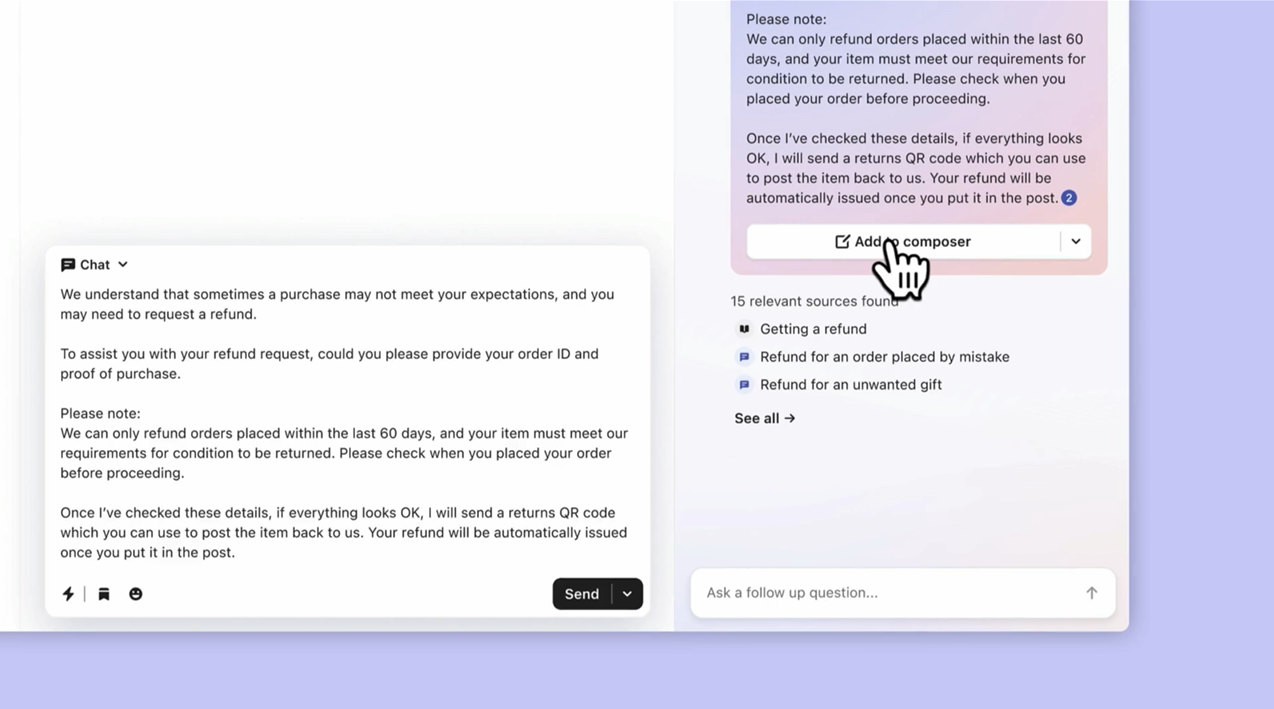 Please note:
We can only refund orders placed within the last 60
days, and your item must meet our requirements for
condition to be returned. Please check when you
placed your order before proceeding.
Once I’ve checked these details, if everything looks
OK, I will send a returns QR code which you can use
to post the item back to us. Your refund will be
automatically issued once you put it in the post. 2
Add to composer
15 relevant sources found
Getting a refund
Refund for an order placed by mistake
Refund for an unwanted gift
See all →
Ask a follow up question...
Chat
We understand that sometimes a purchase may not meet your expectations, and you
may need to request a refund.
To assist you with your refund request, could you please provide your order ID and
proof of purchase.
Please note:
We can only refund orders placed within the last 60 days, and your item must meet our
requirements for condition to be returned. Please check when you placed your order
before proceeding.
Once I’ve checked these details, if everything looks OK, I will send a returns QR code
which you can use to post the item back to us. Your refund will be automatically issued
once you put it in the post.
Send